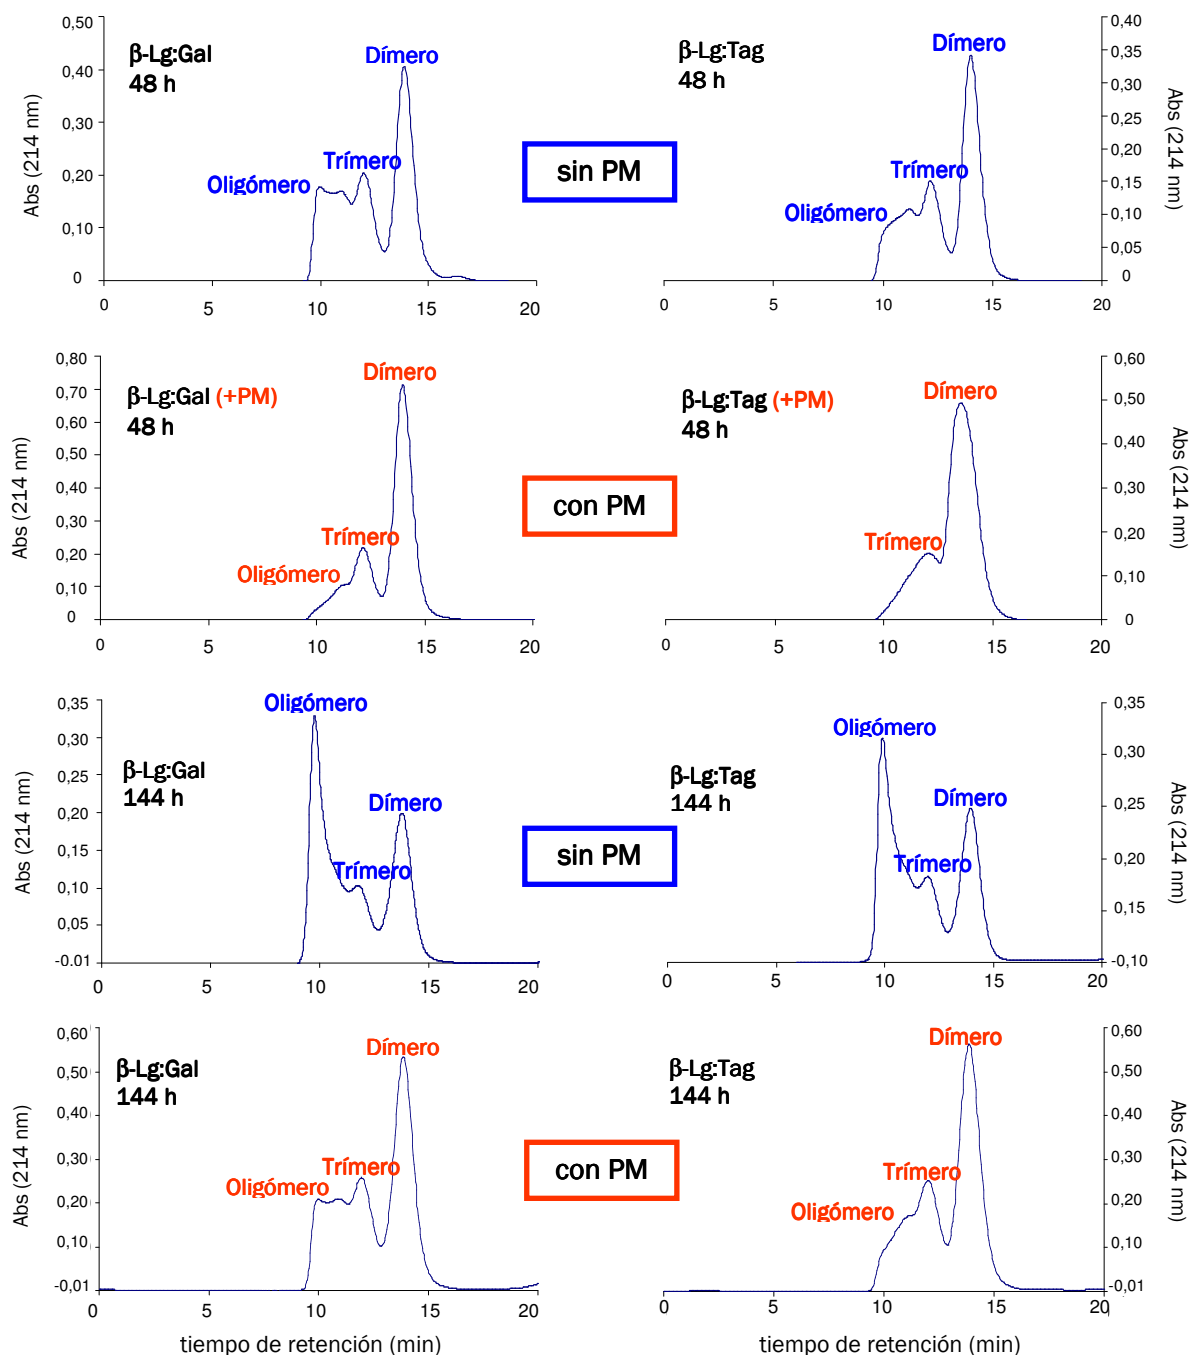 0,50
0,40
0,30
0,20
0,10
0
Abs (214 nm)
β-Lg:Gal
48 h
Dímero
Trímero
Oligómero
0 5 10 15 20
sin PM
β-Lg:Tag
48 h
Dímero
Trímero
Oligómero
0,40
0,35
0,30
0,25
0,20
0,15
0,10
0,05
0
Abs (214 nm)
0 5 10 15 20
0,80
0,70
0,60
0,50
0,40
0,30
0,20
0,10
0
Abs (214 nm)
β-Lg:Gal (+PM)
48 h
Dímero
Trímero
Oligómero
0 5 10 15 20
con PM
β-Lg:Tag (+PM)
48 h
Dímero
Trímero
0,60
0,50
0,40
0,30
0,20
0,10
0
Abs (214 nm)
0 5 10 15 20
0,35
0,30
0,25
0,20
0,15
0,10
0,05
-0.01
Abs (214 nm)
Oligómero
β-Lg:Gal
144 h
Dímero
Trímero
0 5 10 15 20
sin PM
Oligómero
β-Lg:Tag
144 h
Dímero
Trímero
0,35
0,30
0,25
0,20
0,15
-0,10
Abs (214 nm)
0 5 10 15 20
0,60
0,50
0,40
0,30
0,20
0,10
-0,01
Abs (214 nm)
β-Lg:Gal
144 h
Dímero
Trímero
Oligómero
0 5 10 15 20
tiempo de retención (min)
con PM
β-Lg:Tag
144 h
Dímero
Trímero
Oligómero
0,60
0,50
0,40
0,30
0,20
0,10
-0,01
Abs (214 nm)
0 5 10 15 20
tiempo de retención (min)